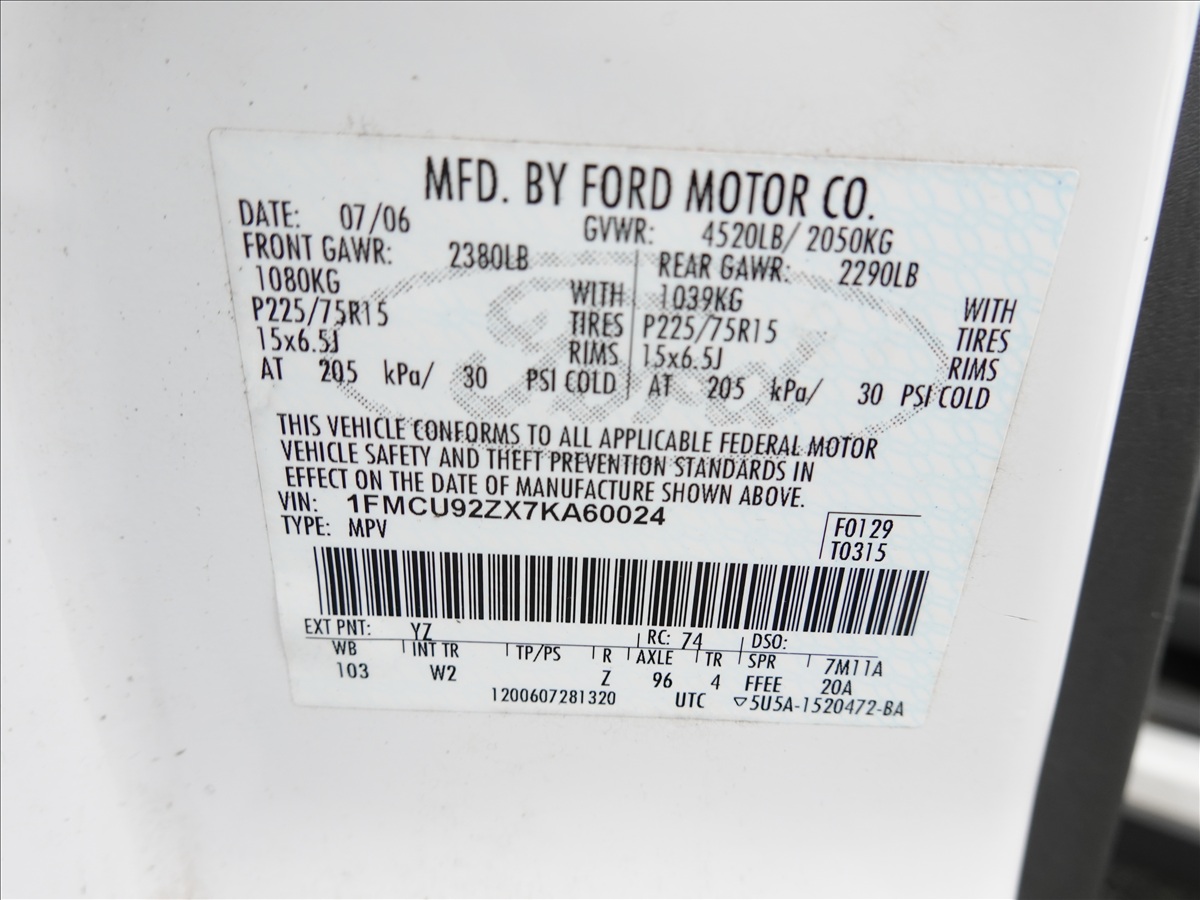 MFD. BY FORD MOTOR CO.
DATE: 07/06 GVWR: 4520LB/ 2050KG
FRONT GAWR: 2380LB REAR GAWR: 2290LB
1080KG WITH 1039KG WITH
P225/75R15 TIRES P225/75R15 TIRES
15x6.5J RIMS 15x6.5J RIMS
AT 205 kPa/ 30 PSI COLD AT 205 kPa/ 30 PSI COLD
Ford
THIS VEHICLE CONFORMS TO ALL APPLICABLE FEDERAL MOTOR
VEHICLE SAFETY AND THEFT PREVENTION STANDARDS IN
EFFECT ON THE DATE OF MANUFACTURE SHOWN ABOVE.
VIN: 1FMCU92ZX7KA60024
TYPE: MPV
F0129
T0315
EXT PNT: YZ RC: 74 DSO:
WB INT TR TP/PS R AXLE TR SPR 7M11A
103 W2 Z 96 4 FFEE 20A
1200607281320 UTC ▽5U5A-1520472-BA